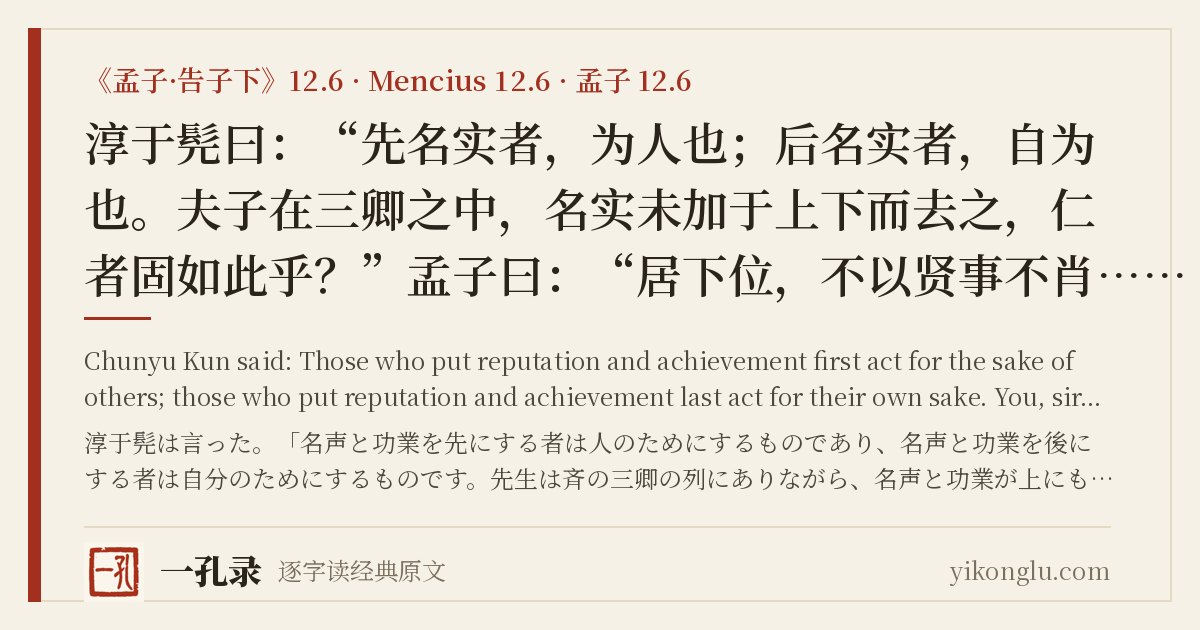 《孟子·告子下》12.6 · Mencius 12.6 · 孟子 12.6
淳于髡曰：“先名实者，为人也；后名实者，自为
也。夫子在三卿之中，名实未加于上下而去之，仁
者固如此乎？”孟子曰：“居下位，不以贤事不肖……
Chunyu Kun said: Those who put reputation and achievement first act for the sake of
others; those who put reputation and achievement last act for their own sake. You, sir...
淳于髡は言った。「名声と功業を先にする者は人のためにするものであり、名声と功業を後に
する者は自分のためにするものです。先生は斉の三卿の列にありながら、名声と功業が上にも…
一孔
一孔录 逐字读经典原文
yikonglu.com